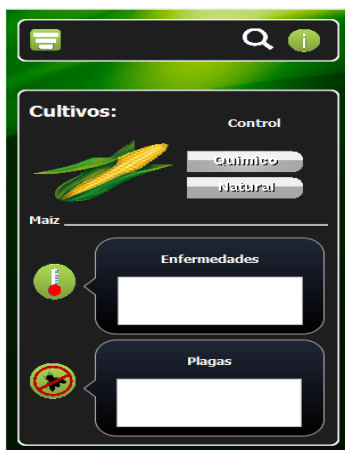 Cultivos:
Control
Quimico
Natural
Maiz
Enfermedades
Plagas